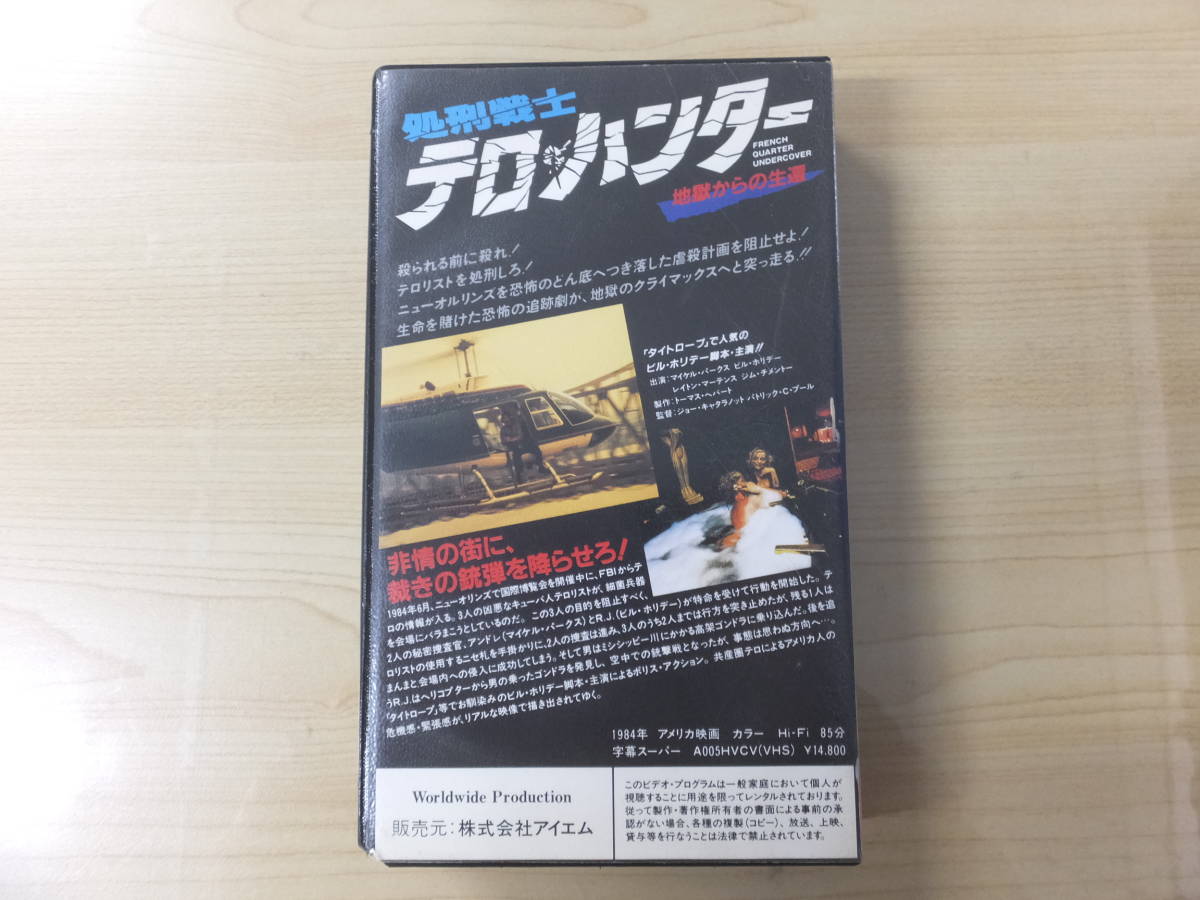 処刑戦士
テロ・ハンター
FRENCH
QUARTER
UNDERCOVER
地獄からの生還
殺られる前に殺れ!
テロリストを処刑しろ!
ニューオルリンズを恐怖のどん底へつき落した虐殺計画を阻止せよ!
生命を賭けた恐怖の追跡劇が、地獄のクライマックスへと突っ走る!!
「タイトロープ」で人気の
ビル・ホリデー脚本・主演!!
出演:マイケル・パークス ビル・ホリデー
レイトン・マーテンス ジム・チメントー
製作:トーマス・ヘバート
監督:ジョー・キャタラノット パトリック・C・プール
非情の街に、
裁きの銃弾を降らせろ!
1984年6月、ニューオリンズで国際博覧会を開催中に、FBIからテ
ロの情報が入る。3人の凶悪なキューバ人テロリストが、細菌兵器
を会場にバラまこうとしているのだ。この3人の目的を阻止すべく、
2人の秘密捜査官、アンドレ(マイケル・パークス)とR.J.(ビル・ホリデー)が特命を受けて行動を開始した。テ
ロリストの使用するニセ札を手掛かりに、2人の捜査は進み、3人のうち2人までは行方を突き止めたが、残る1人は
まんまと会場内への侵入に成功してしまう。そして男はミシシッピー川にかかる高架ゴンドラに乗り込んだ。後を追
うR.J.はヘリコプターから男の乗ったゴンドラを発見し、空中での銃撃戦となったが、事態は思わぬ方向へ…。
「タイトロープ」等でお馴染みのビル・ホリデー脚本・主演によるポリス・アクション。共産圏テロによるアメリカ人の
危機感・緊張感が、リアルな映像で描き出されてゆく。
1984年 アメリカ映画 カラー Hi-Fi 85分
字幕スーパー A005HVCV(VHS) ¥14,800
Worldwide Production
販売元:株式会社アイエム
このビデオ・プログラムは一般家庭において個人が
視聴することに用途を限ってレンタルされております。
従って製作・著作権所有者の書面による事前の承
認がない場合、各種の複製(コピー)、放送、上映、
貸与等を行なうことは法律で禁止されています。